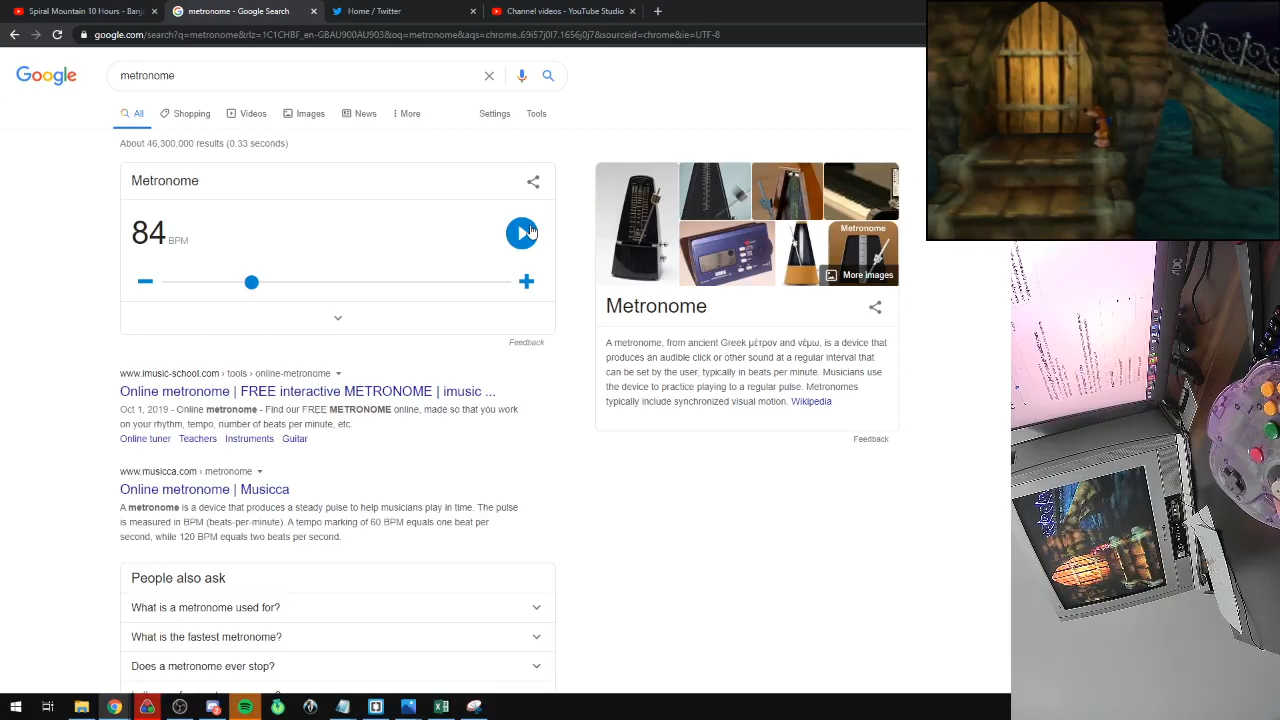 Spiral Mountain 10 Hours - Banj
metronome - Google Search
Home / Twitter
Channel videos - YouTube Studio
google.com/search?q=metronome&rlz=1C1CHBF_en-GBAU900AU903&oq=metronome&aqs=chrome..69i57j0l7.1656j0j7&sourceid=chrome&ie=UTF-8
Google
metronome
All
Shopping
Videos
Images
News
More
Settings
Tools
About 46,300,000 results (0.33 seconds)
Metronome
84 BPM
Feedback
www.imusic-school.com › tools › online-metronome
Online metronome | FREE interactive METRONOME | imusic ...
Oct 1, 2019 - Online metronome - Find our FREE METRONOME online, made so that you work
on your rhythm, tempo, number of beats per minute, etc.
Online tuner Teachers Instruments Guitar
www.musicca.com › metronome
Online metronome | Musicca
A metronome is a device that produces a steady pulse to help musicians play in time. The pulse
is measured in BPM (beats-per-minute). A tempo marking of 60 BPM equals one beat per
second, while 120 BPM equals two beats per second.
People also ask
What is a metronome used for?
What is the fastest metronome?
Does a metronome ever stop?
Metronome
More images
Metronome
A metronome, from ancient Greek μέτρον and νέμω, is a device that
produces an audible click or other sound at a regular interval that
can be set by the user, typically in beats per minute. Musicians use
the device to practice playing to a regular pulse. Metronomes
typically include synchronized visual motion. Wikipedia
Feedback